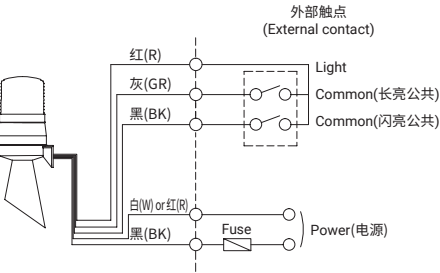 外部触点
(External contact)
红(R)
Light
灰(GR)
Common(长亮公共)
黑(BK)
Common(闪亮公共)
白(W) or 红(R)
Fuse
Power(电源)
黑(BK)